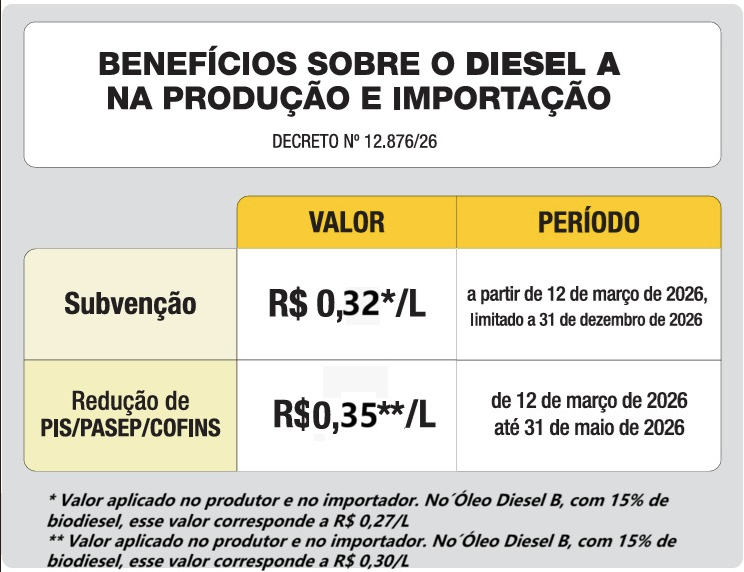 BENEFÍCIOS SOBRE O DIESEL A
NA PRODUÇÃO E IMPORTAÇÃO
DECRETO Nº 12.876/26
VALOR
PERÍODO
Subvenção
R$ 0,32*/L
a partir de 12 de março de 2026,
limitado a 31 de dezembro de 2026
Redução de
PIS/PASEP/COFINS
R$0,35**/L
de 12 de março de 2026
até 31 de maio de 2026
* Valor aplicado no produtor e no importador. No´Óleo Diesel B, com 15% de
biodiesel, esse valor corresponde a R$ 0,27/L
** Valor aplicado no produtor e no importador. No´Óleo Diesel B, com 15% de
biodiesel, esse valor corresponde a R$ 0,30/L